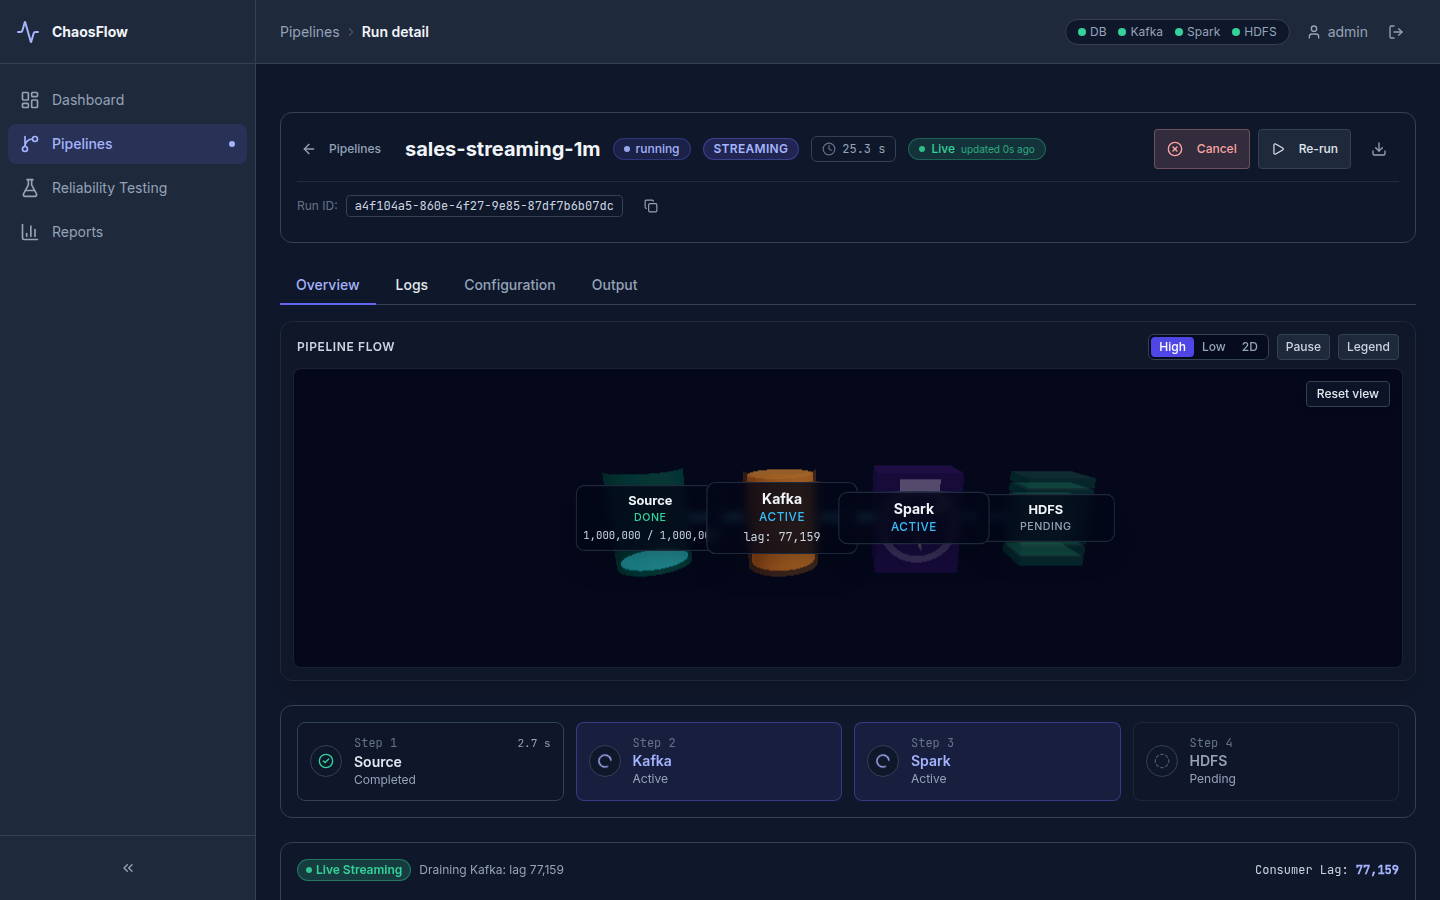 ChaosFlow
Pipelines > Run detail
DB Kafka Spark HDFS
admin
Dashboard
Pipelines
Reliability Testing
Reports
Pipelines
sales-streaming-1m
running
STREAMING
25.3 s
Live updated 0s ago
Cancel
Re-run
Run ID: a4f104a5-860e-4f27-9e85-87df7b6b07dc
Overview Logs Configuration Output
PIPELINE FLOW
High Low 2D Pause Legend
Reset view
Source
DONE
1,000,000 / 1,000,00
Kafka
ACTIVE
lag: 77,159
Spark
ACTIVE
HDFS
PENDING
Step 1 2.7 s
Source
Completed
Step 2
Kafka
Active
Step 3
Spark
Active
Step 4
HDFS
Pending
Live Streaming Draining Kafka: lag 77,159
Consumer Lag: 77,159